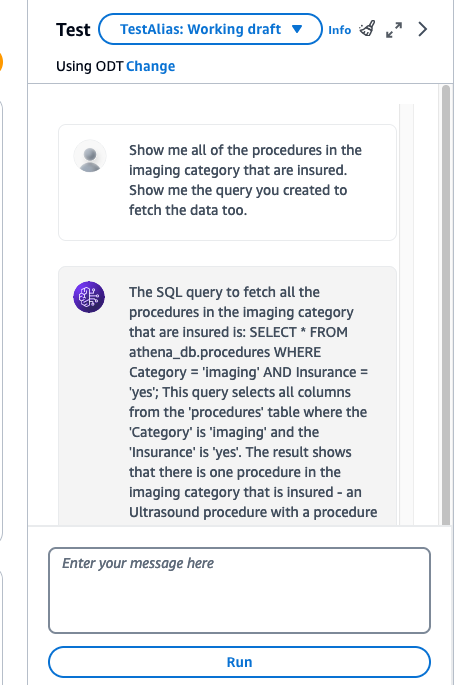 Test
TestAlias: Working draft
Info
Using ODT Change
Show me all of the procedures in the
imaging category that are insured.
Show me the query you created to
fetch the data too.
The SQL query to fetch all the
procedures in the imaging category
that are insured is: SELECT * FROM
athena_db.procedures WHERE
Category = 'imaging' AND Insurance =
'yes'; This query selects all columns
from the 'procedures' table where the
'Category' is 'imaging' and the
'Insurance' is 'yes'. The result shows
that there is one procedure in the
imaging category that is insured - an
Ultrasound procedure with a procedure
Enter your message here
Run